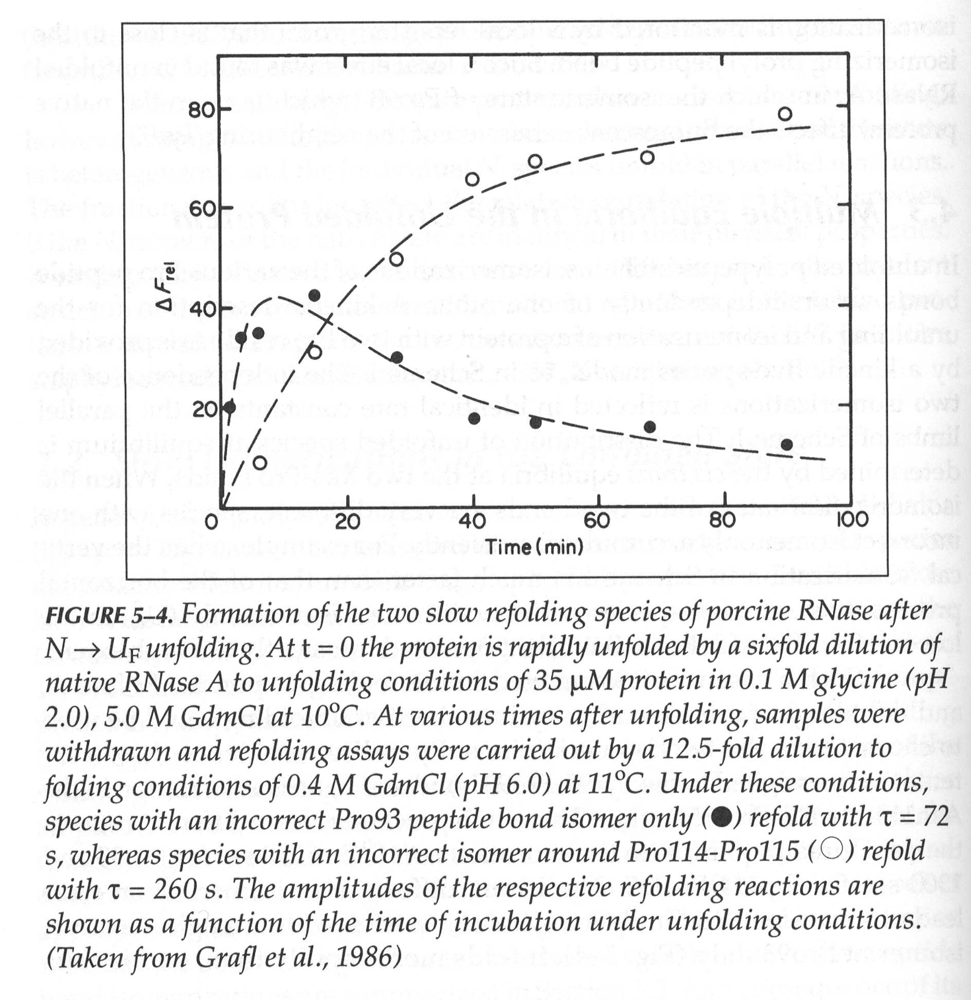 80
60
40
20
Δ Frel
0 20 40 60 80 100
Time (min)
FIGURE 5–4. Formation of the two slow refolding species of porcine RNase after
N → UF unfolding. At t = 0 the protein is rapidly unfolded by a sixfold dilution of
native RNase A to unfolding conditions of 35 μM protein in 0.1 M glycine (pH
2.0), 5.0 M GdmCl at 10°C. At various times after unfolding, samples were
withdrawn and refolding assays were carried out by a 12.5-fold dilution to
folding conditions of 0.4 M GdmCl (pH 6.0) at 11°C. Under these conditions,
species with an incorrect Pro93 peptide bond isomer only (●) refold with τ = 72
s, whereas species with an incorrect isomer around Pro114-Pro115 (○) refold
with τ = 260 s. The amplitudes of the respective refolding reactions are
shown as a function of the time of incubation under unfolding conditions.
(Taken from Grafl et al., 1986)